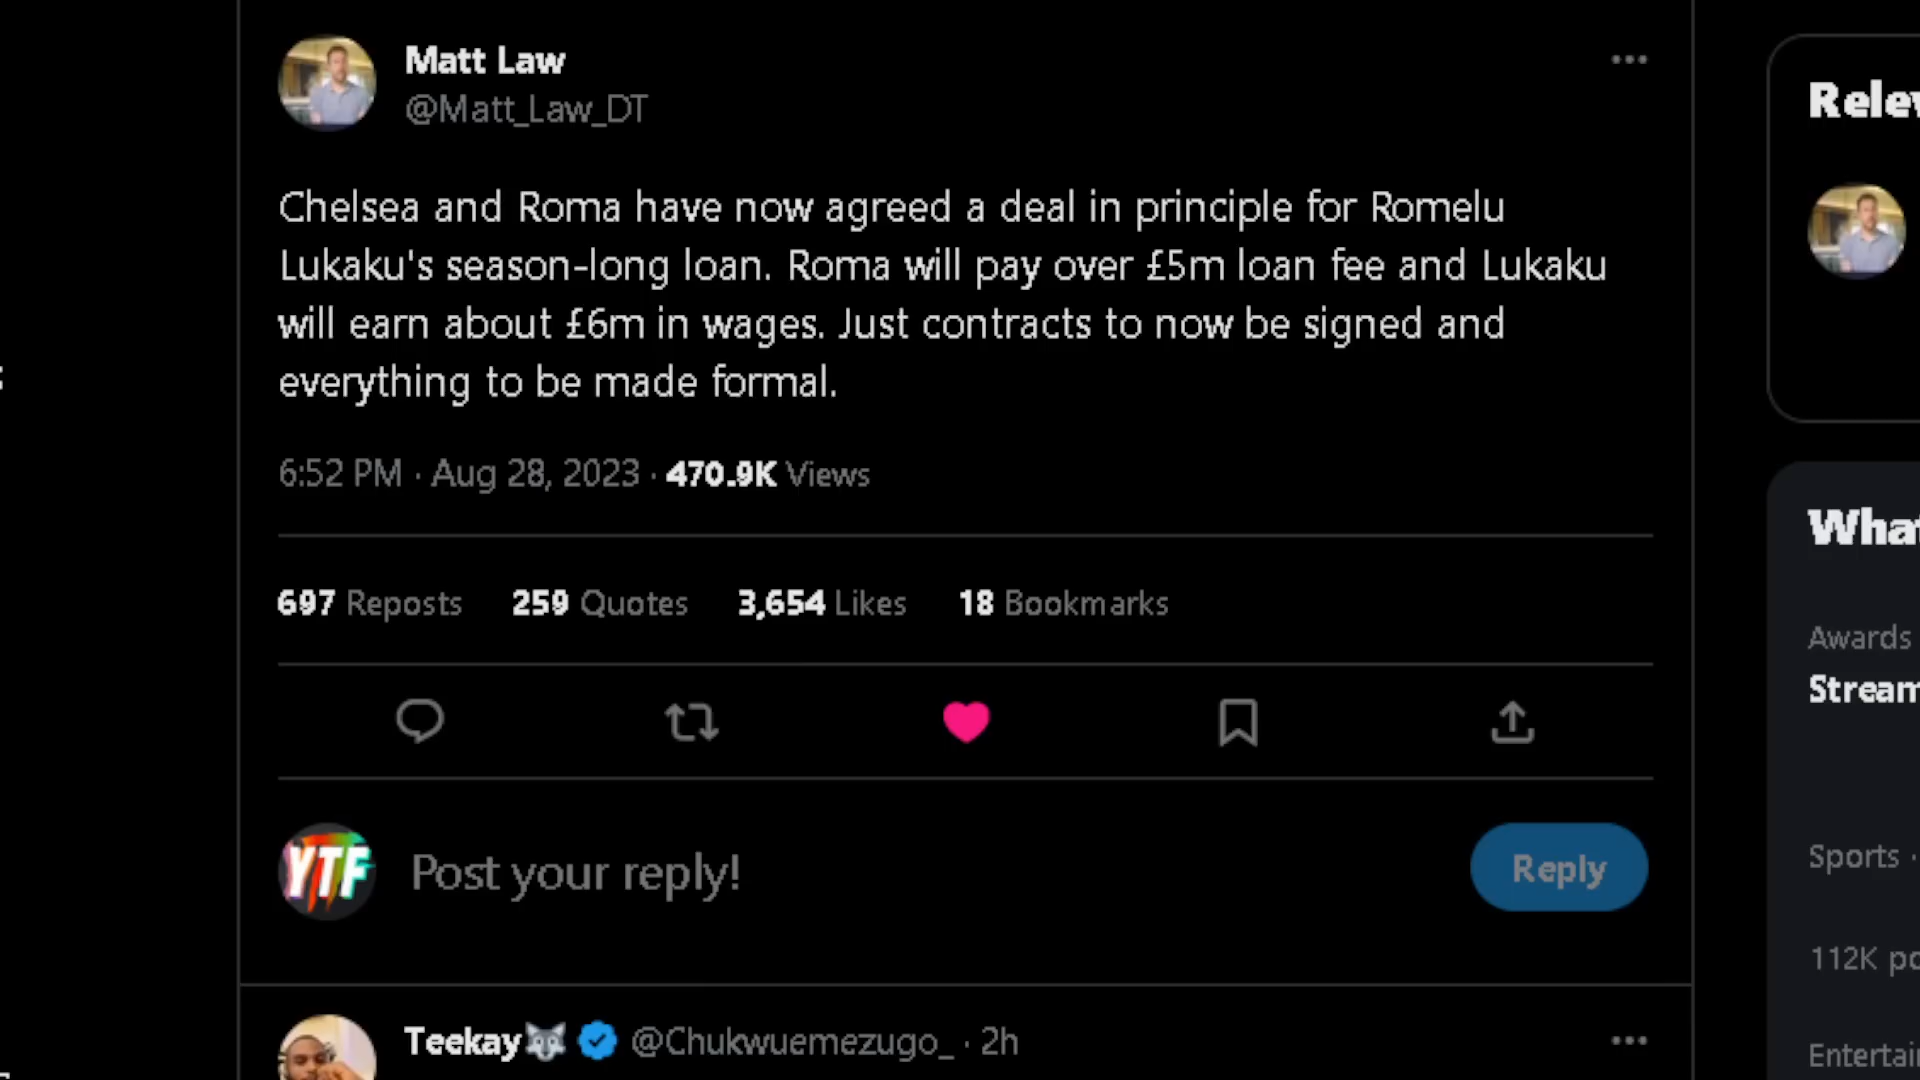 Matt Law
@Matt_Law_DT
Chelsea and Roma have now agreed a deal in principle for Romelu
Lukaku's season-long loan. Roma will pay over £5m loan fee and Lukaku
will earn about £6m in wages. Just contracts to now be signed and
everything to be made formal.
6:52 PM · Aug 28, 2023 · 470.9K Views
697 Reposts 259 Quotes 3,654 Likes 18 Bookmarks
YTF Post your reply! Reply
Teekay @Chukwuemezugo_ · 2h
Awards
Stream
Sports ·
112K